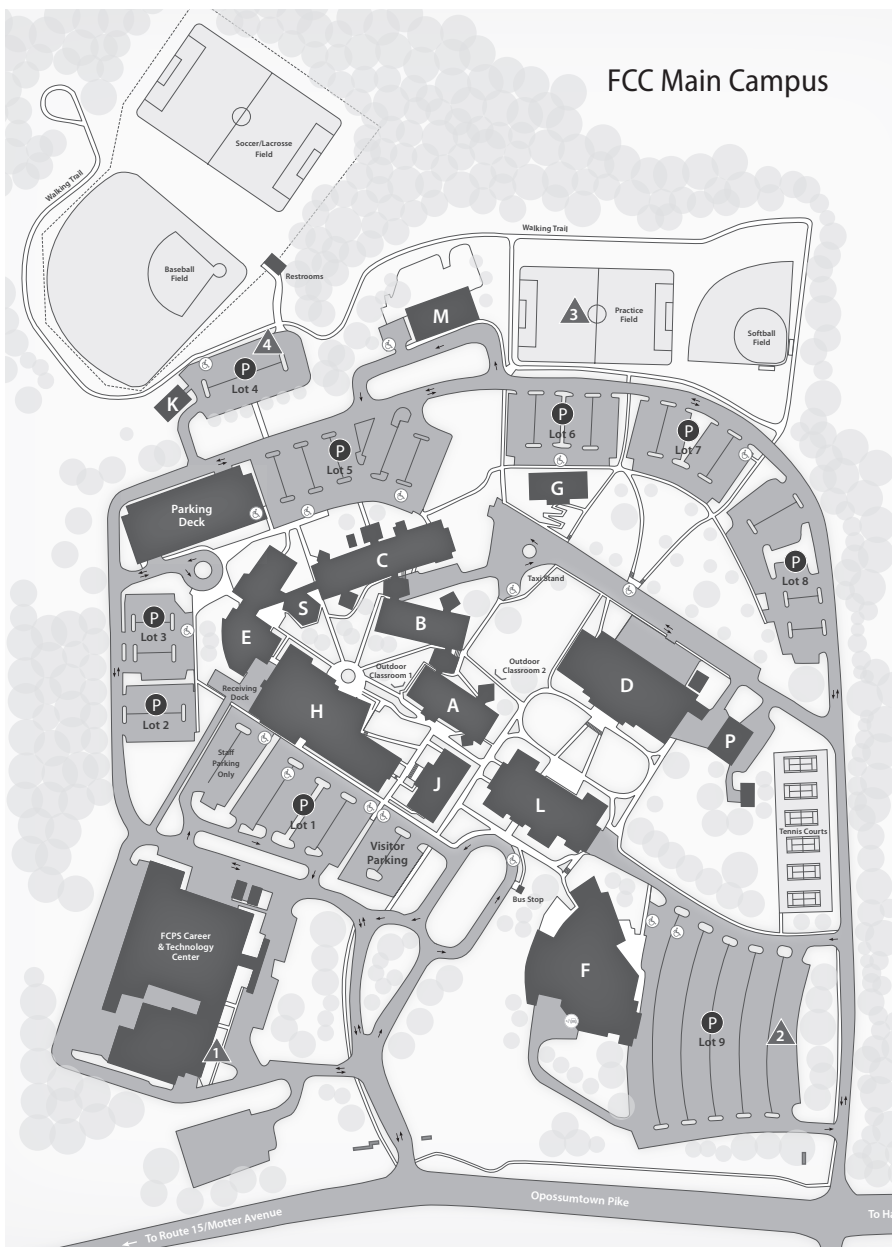 FCC Main Campus
Soccer/Lacrosse
Field
Walking Trail
Walking Trail
Baseball
Field
Restrooms
M
3
Practice
Field
Softball
Field
4
P
Lot 4
K
P
Lot 5
P
Lot 6
P
Lot 7
G
Parking
Deck
C
Taxi Stand
P
Lot 8
P
Lot 3
S
E
B
Outdoor
Classroom 1
Outdoor
Classroom 2
D
Receiving
Dock
P
Lot 2
H
A
P
Staff
Parking
Only
J
L
P
Lot 1
Visitor
Parking
Tennis Courts
Bus Stop
FCPS Career
& Technology
Center
F
P
Lot 9
2
1
Opossumtown Pike
To Route 15/Motter Avenue
To Ha